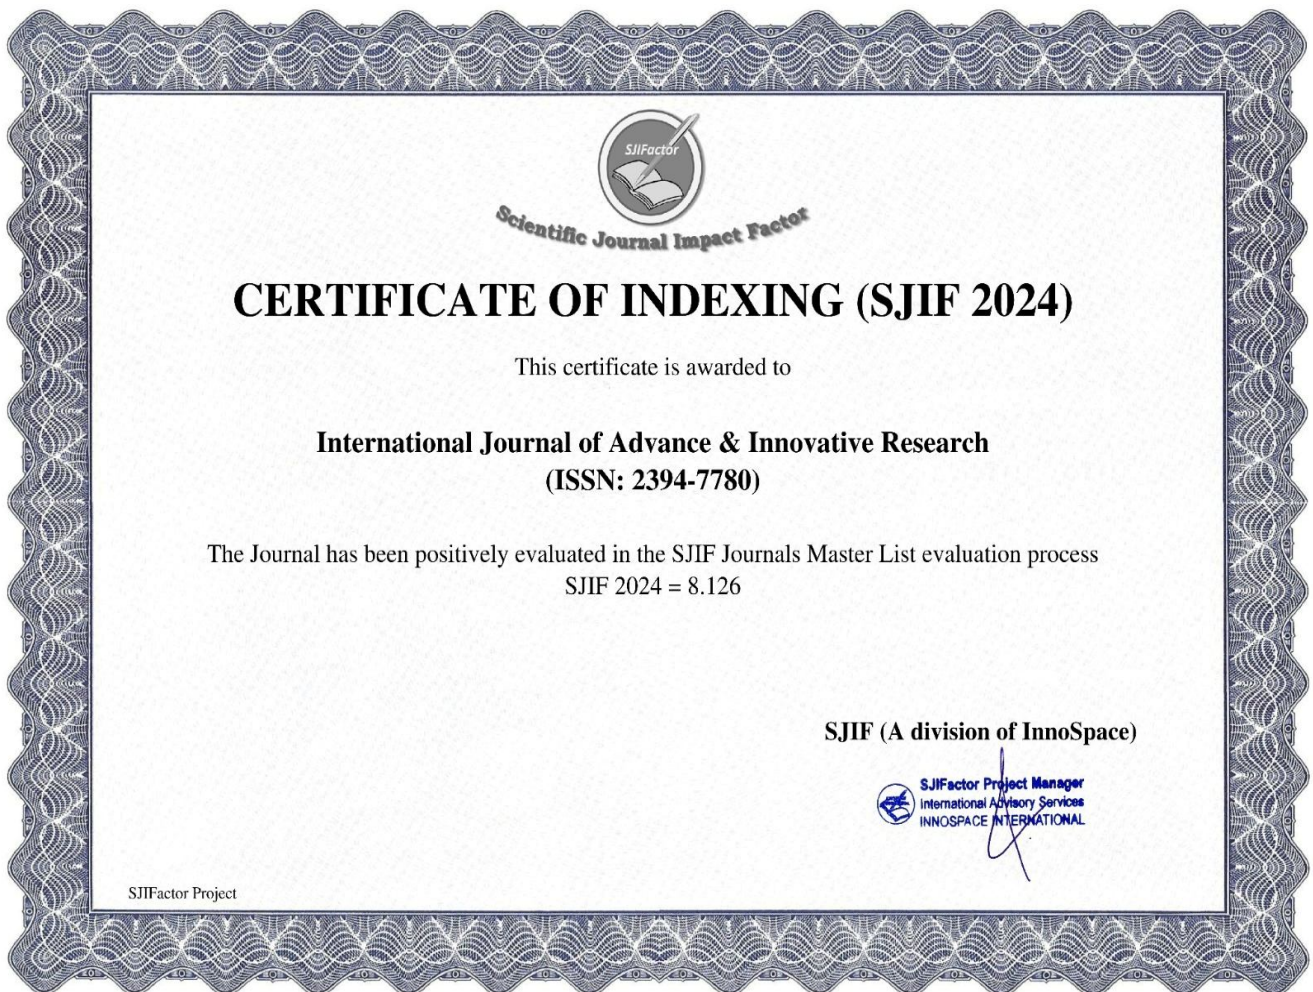 SJIFactor
Scientific Journal Impact Factor
CERTIFICATE OF INDEXING (SJIF 2024)
This certificate is awarded to
International Journal of Advance & Innovative Research
(ISSN: 2394-7780)
The Journal has been positively evaluated in the SJIF Journals Master List evaluation process
SJIF 2024 = 8.126
SJIF (A division of InnoSpace)
SJIFactor Project Manager
International Advisory Services
INNOSPACE INTERNATIONAL
SJIFactor Project